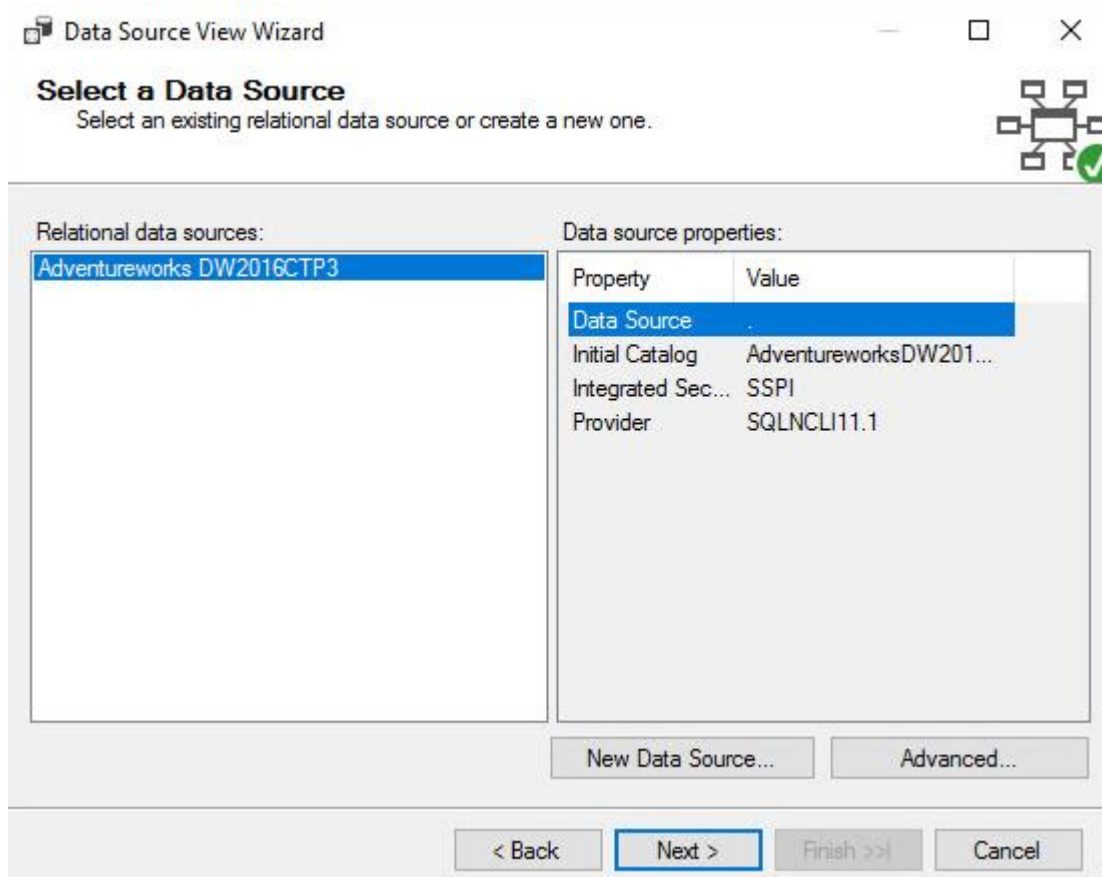 Data Source View Wizard
Select a Data Source
Select an existing relational data source or create a new one.
Relational data sources:
Adventureworks DW2016CTP3
Data source properties:
Property Value
Data Source .
Initial Catalog AdventureworksDW201...
Integrated Sec... SSPI
Provider SQLNCLI11.1
New Data Source... Advanced...
< Back Next > Finish >>| Cancel